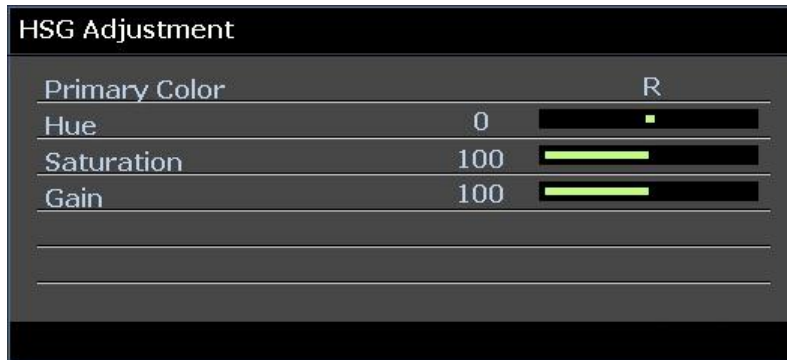 HSG Adjustment
Primary Color R
Hue 0
Saturation 100
Gain 100